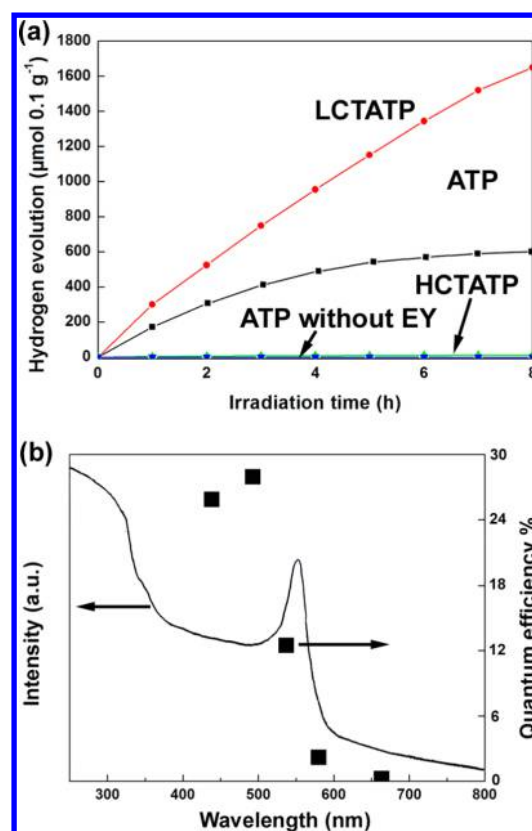 (a)
Hydrogen evolution (μmol 0.1 g⁻¹)
1800
1600
1400
1200
1000
800
600
400
200
0
LCTATP
ATP
HCTATP
ATP without EY
0 2 4 6 8
Irradiation time (h)
(b)
Intensity (a.u.)
30
24
18
12
6
0
Quantum efficiency %
300 400 500 600 700 800
Wavelength (nm)